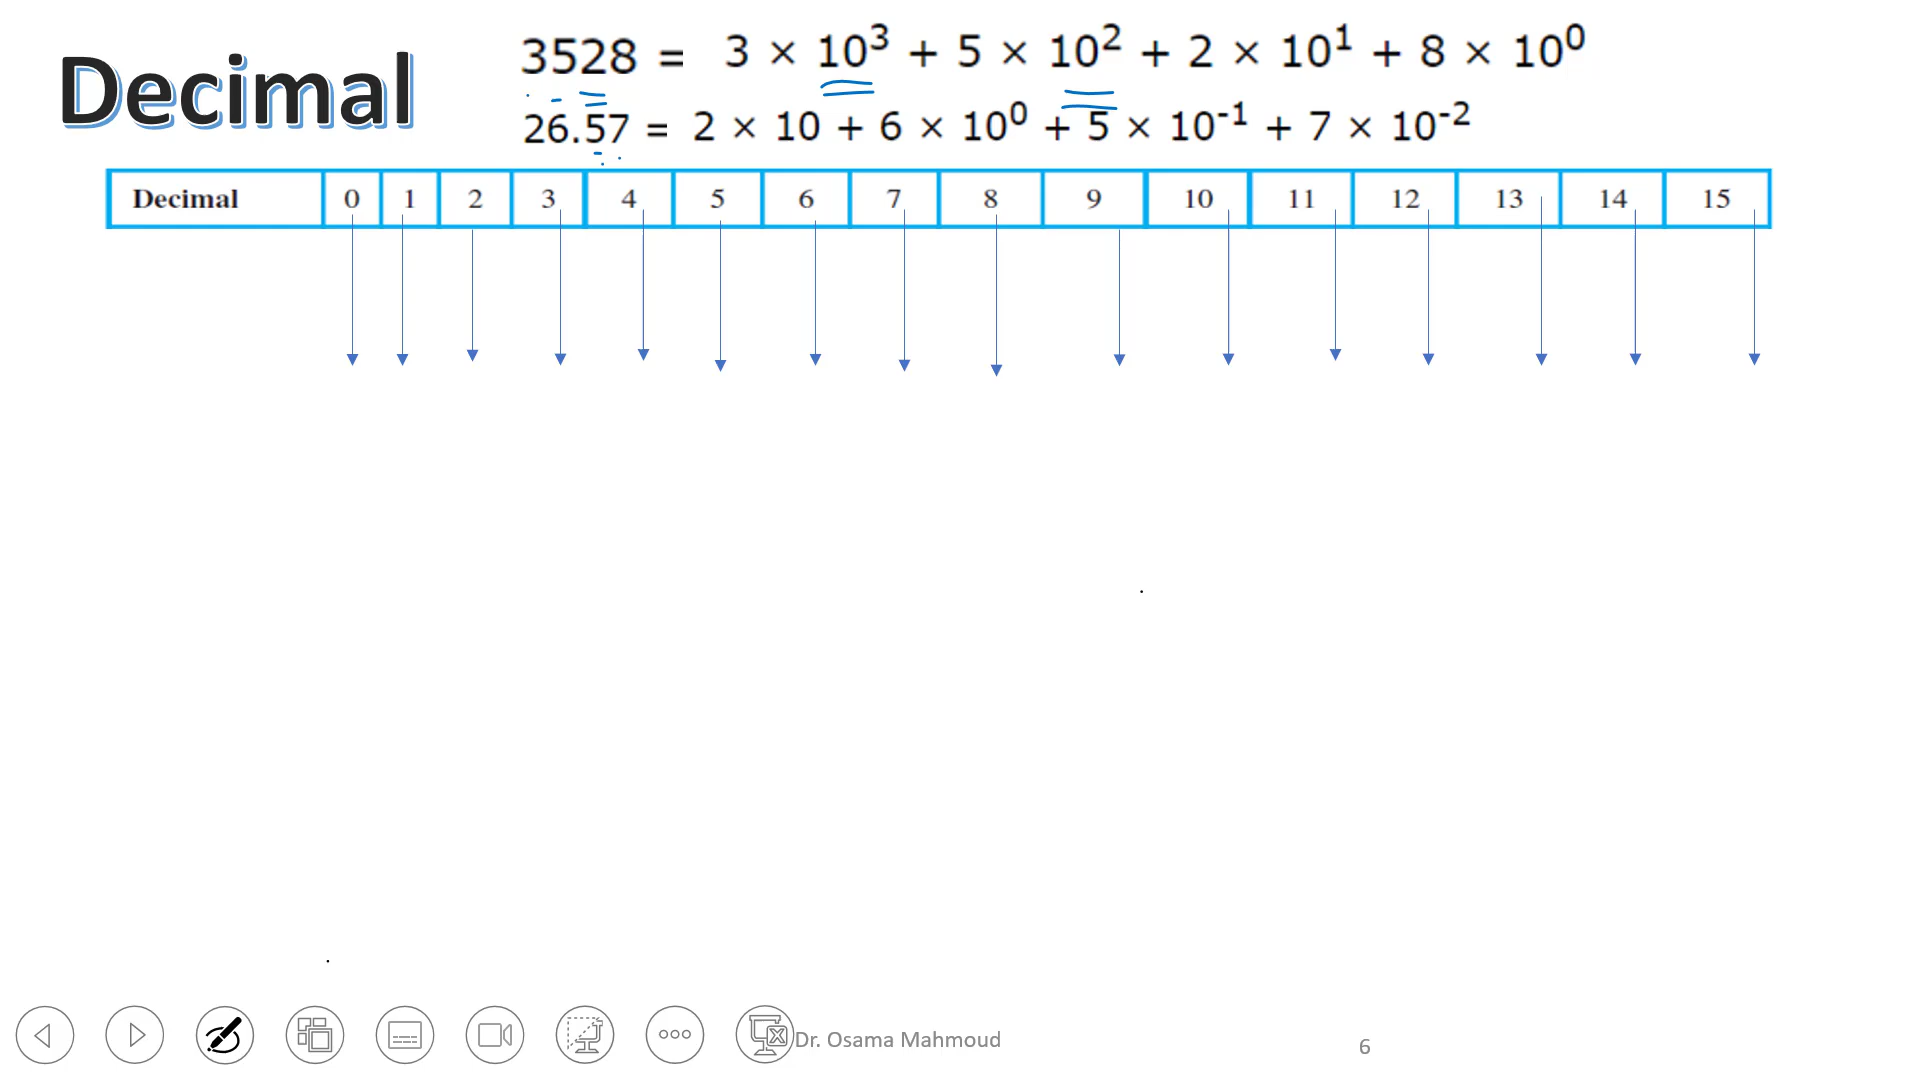 Decimal
3528 = 3 × 10³ + 5 × 10² + 2 × 10¹ + 8 × 10⁰
26.57 = 2 × 10 + 6 × 10⁰ + 5 × 10⁻¹ + 7 × 10⁻²
Decimal 0 1 2 3 4 5 6 7 8 9 10 11 12 13 14 15
Dr. Osama Mahmoud
6